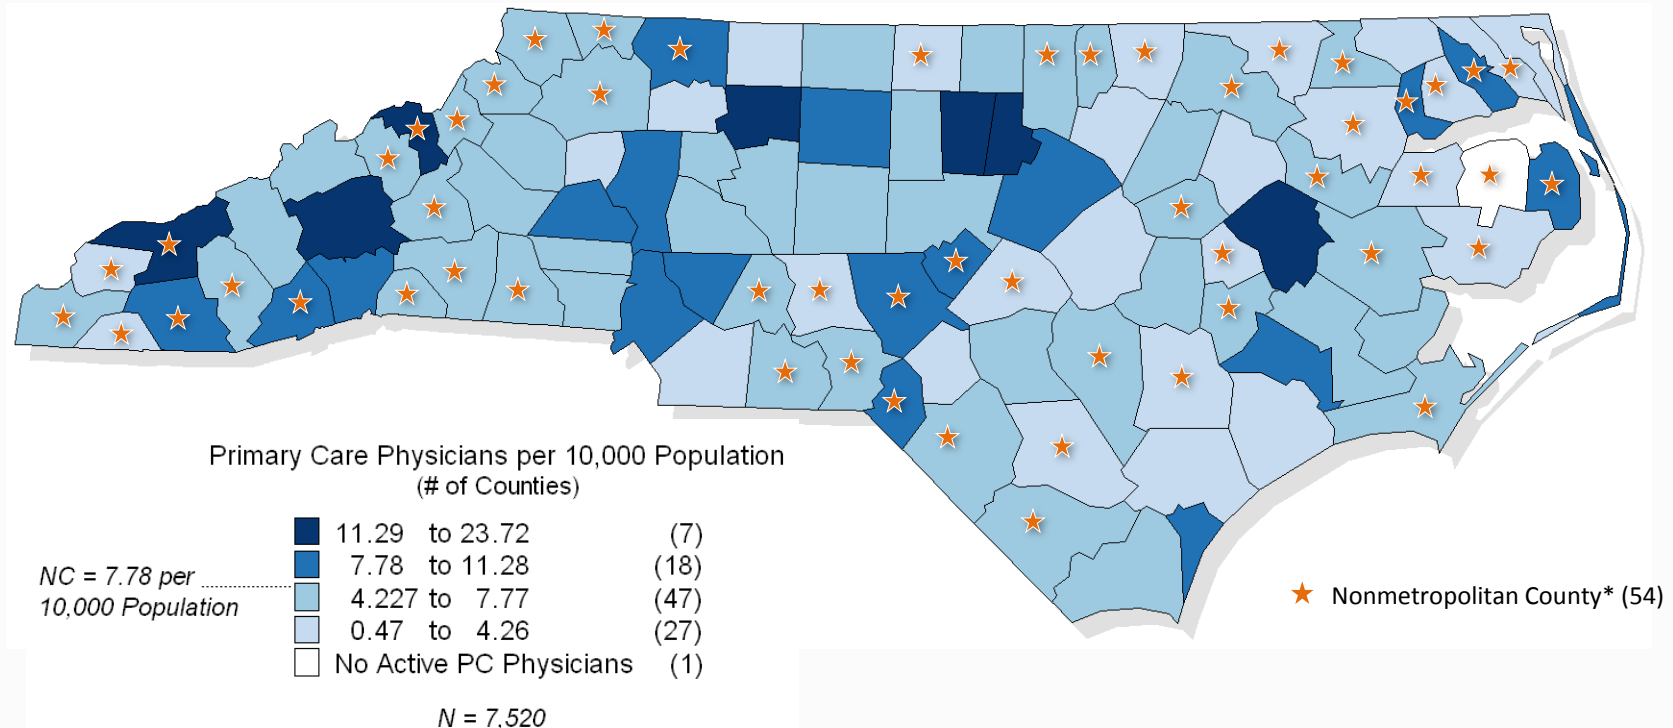 Primary Care Physicians per 10,000 Population
(# of Counties)
11.29 to 23.72 (7)
7.78 to 11.28 (18)
4.227 to 7.77 (47)
0.47 to 4.26 (27)
No Active PC Physicians (1)
NC = 7.78 per
10,000 Population
Nonmetropolitan County* (54)
N = 7,520